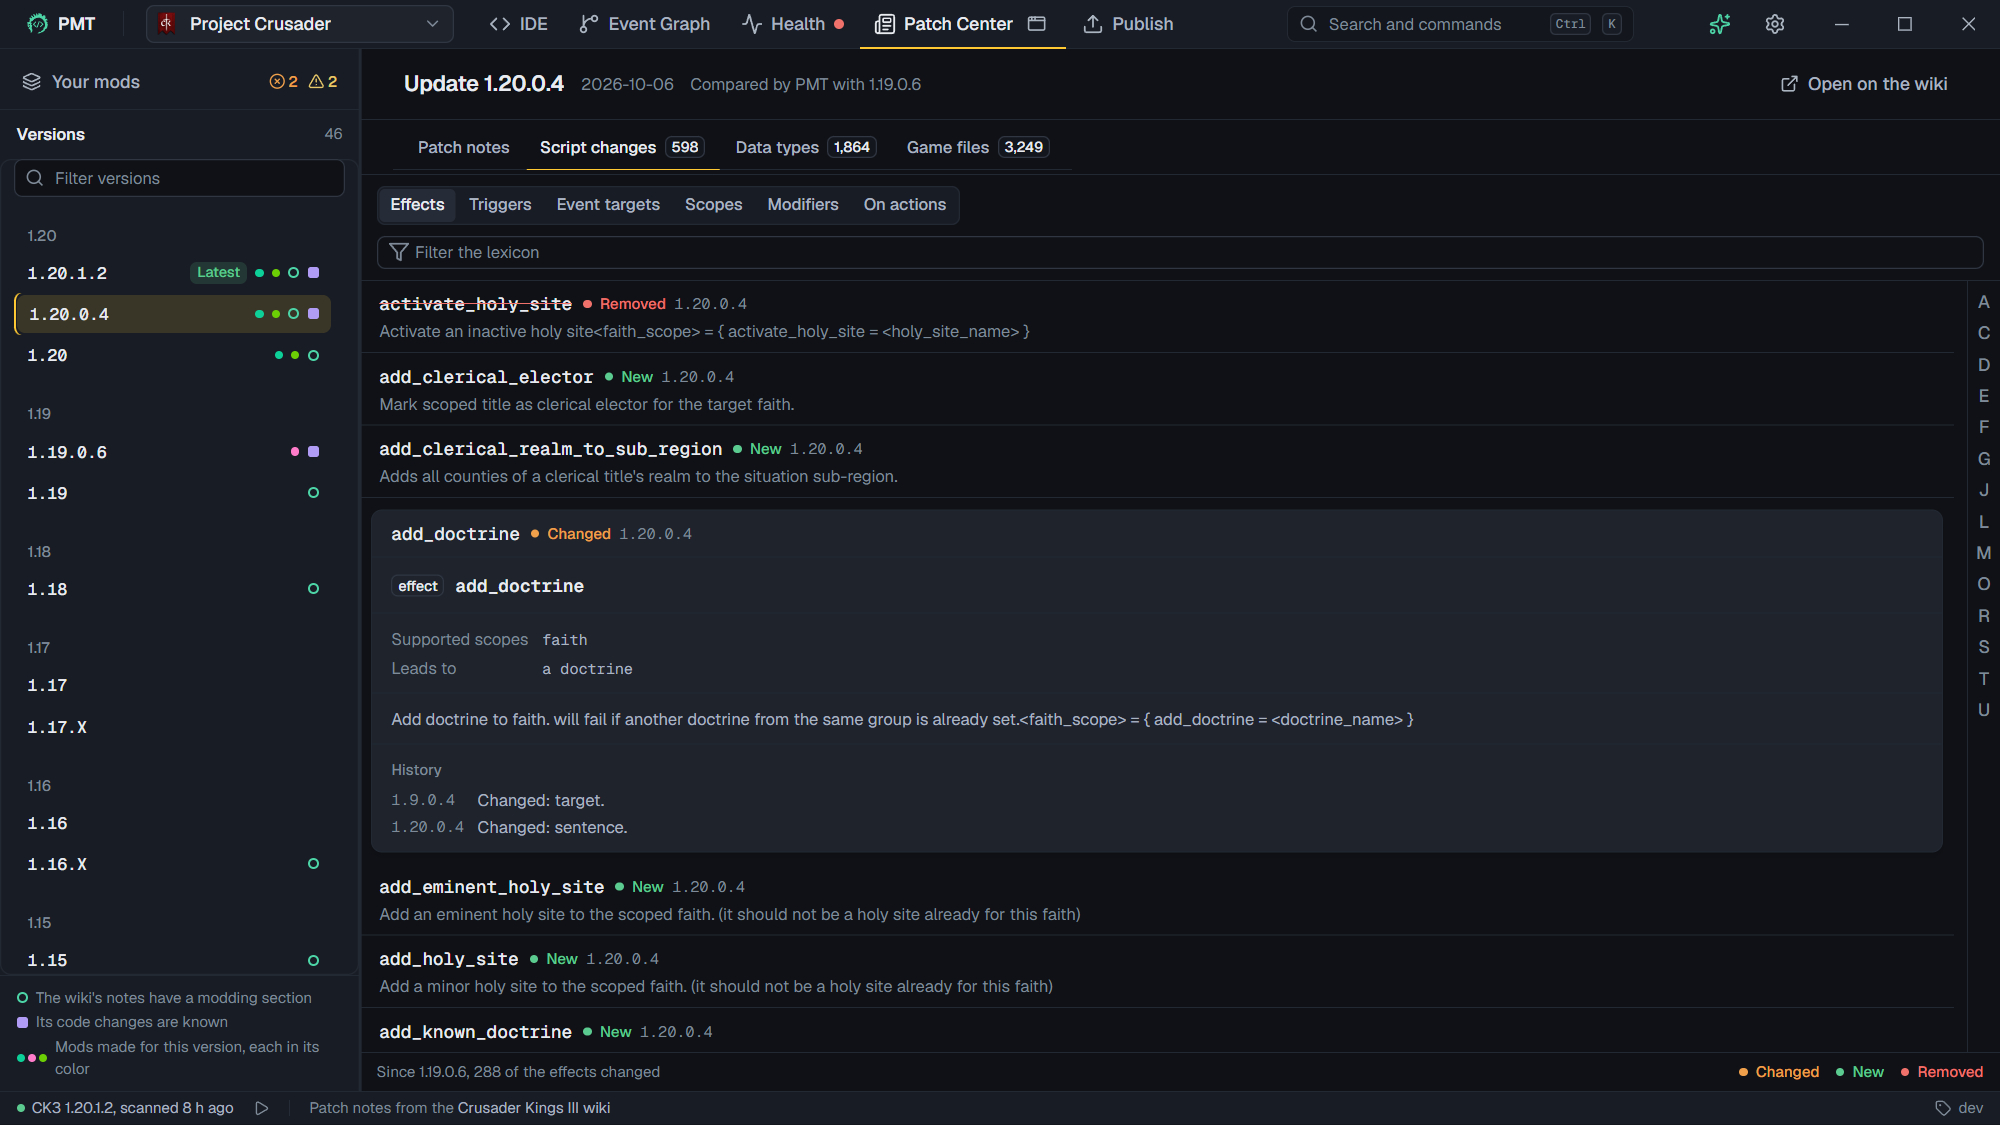 PMT
Project Crusader
IDE
Event Graph
Health
Patch Center
Publish
Search and commands
Ctrl K
Your mods
2
2
Versions
46
Filter versions
1.20
1.20.1.2
Latest
1.20.0.4
1.20
1.19
1.19.0.6
1.19
1.18
1.18
1.17
1.17
1.17.X
1.16
1.16
1.16.X
1.15
1.15
The wiki's notes have a modding section
Its code changes are known
Mods made for this version, each in its
color
Update 1.20.0.4
2026-10-06
Compared by PMT with 1.19.0.6
Open on the wiki
Patch notes
Script changes 598
Data types 1,864
Game files 3,249
Effects
Triggers
Event targets
Scopes
Modifiers
On actions
Filter the lexicon
activate_holy_site Removed 1.20.0.4
Activate an inactive holy site<faith_scope> = { activate_holy_site = <holy_site_name> }
add_clerical_elector New 1.20.0.4
Mark scoped title as clerical elector for the target faith.
add_clerical_realm_to_sub_region New 1.20.0.4
Adds all counties of a clerical title's realm to the situation sub-region.
add_doctrine Changed 1.20.0.4
effect add_doctrine
Supported scopes faith
Leads to a doctrine
Add doctrine to faith. will fail if another doctrine from the same group is already set.<faith_scope> = { add_doctrine = <doctrine_name> }
History
1.9.0.4 Changed: target.
1.20.0.4 Changed: sentence.
add_eminent_holy_site New 1.20.0.4
Add an eminent holy site to the scoped faith. (it should not be a holy site already for this faith)
add_holy_site New 1.20.0.4
Add a minor holy site to the scoped faith. (it should not be a holy site already for this faith)
add_known_doctrine New 1.20.0.4
A
C
D
E
F
G
J
L
M
O
R
S
T
U
Since 1.19.0.6, 288 of the effects changed
Changed
New
Removed
CK3 1.20.1.2, scanned 8 h ago
Patch notes from the Crusader Kings III wiki
dev